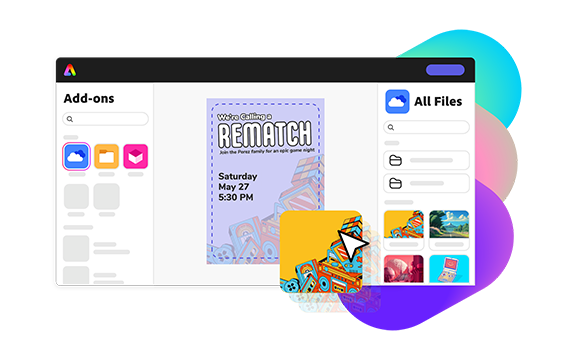 Add-ons
We're Calling a
REMATCH
Join the Perez family for an epic game night
Saturday
May 27
5:30 PM
All Files